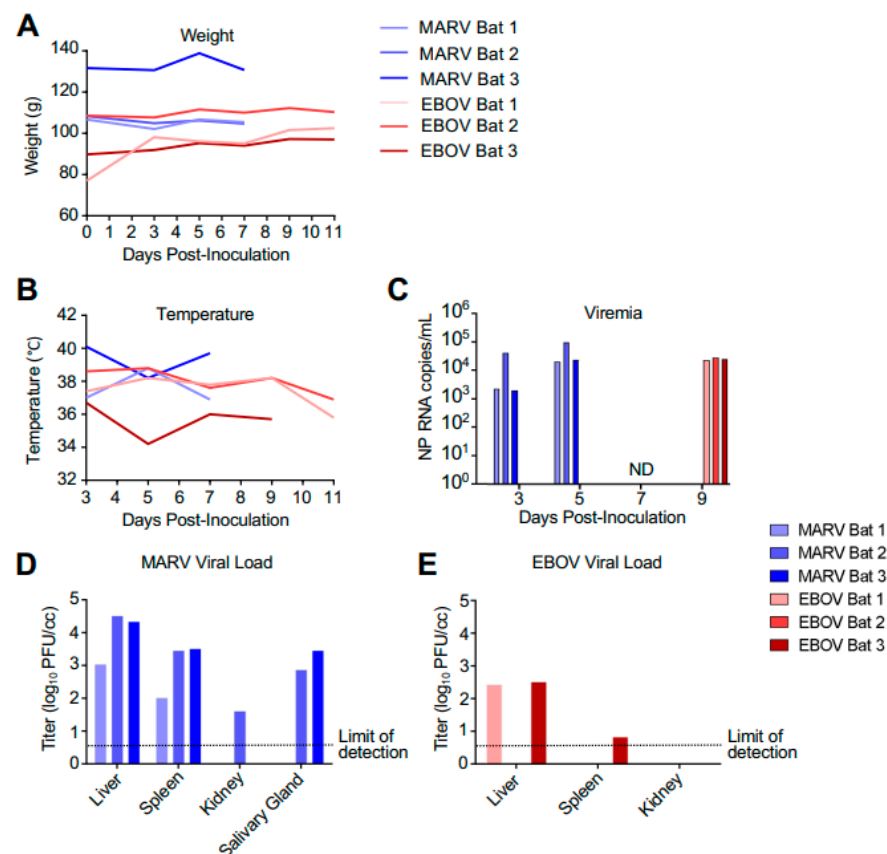 A
Weight
Weight (g)
140
120
100
80
60
0 1 2 3 4 5 6 7 8 9 10 11
Days Post-Inoculation
MARV Bat 1
MARV Bat 2
MARV Bat 3
EBOV Bat 1
EBOV Bat 2
EBOV Bat 3
B
Temperature
Temperature (°C)
42
40
38
36
34
32
3 4 5 6 7 8 9 10 11
Days Post-Inoculation
C
Viremia
NP RNA copies/mL
10⁶
10⁵
10⁴
10³
10²
10¹
10⁰
ND
3 5 7 9
Days Post-Inoculation
MARV Bat 1
MARV Bat 2
MARV Bat 3
EBOV Bat 1
EBOV Bat 2
EBOV Bat 3
D
MARV Viral Load
Titer (log₁₀ PFU/cc)
5
4
3
2
1
0
Limit of
detection
Liver
Spleen
Kidney
Salivary Gland
E
EBOV Viral Load
Titer (log₁₀ PFU/cc)
5
4
3
2
1
0
Limit of
detection
Liver
Spleen
Kidney